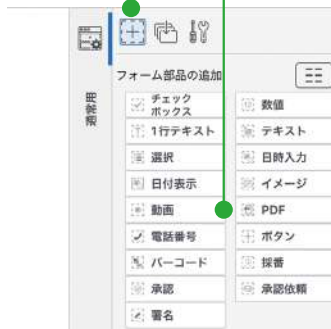 フォーム部品の追加
通常用
チェック
ボックス
数値
1行テキスト
テキスト
選択
日時入力
日付表示
イメージ
動画
PDF
電話番号
ボタン
バーコード
採番
承認
承認依頼
署名